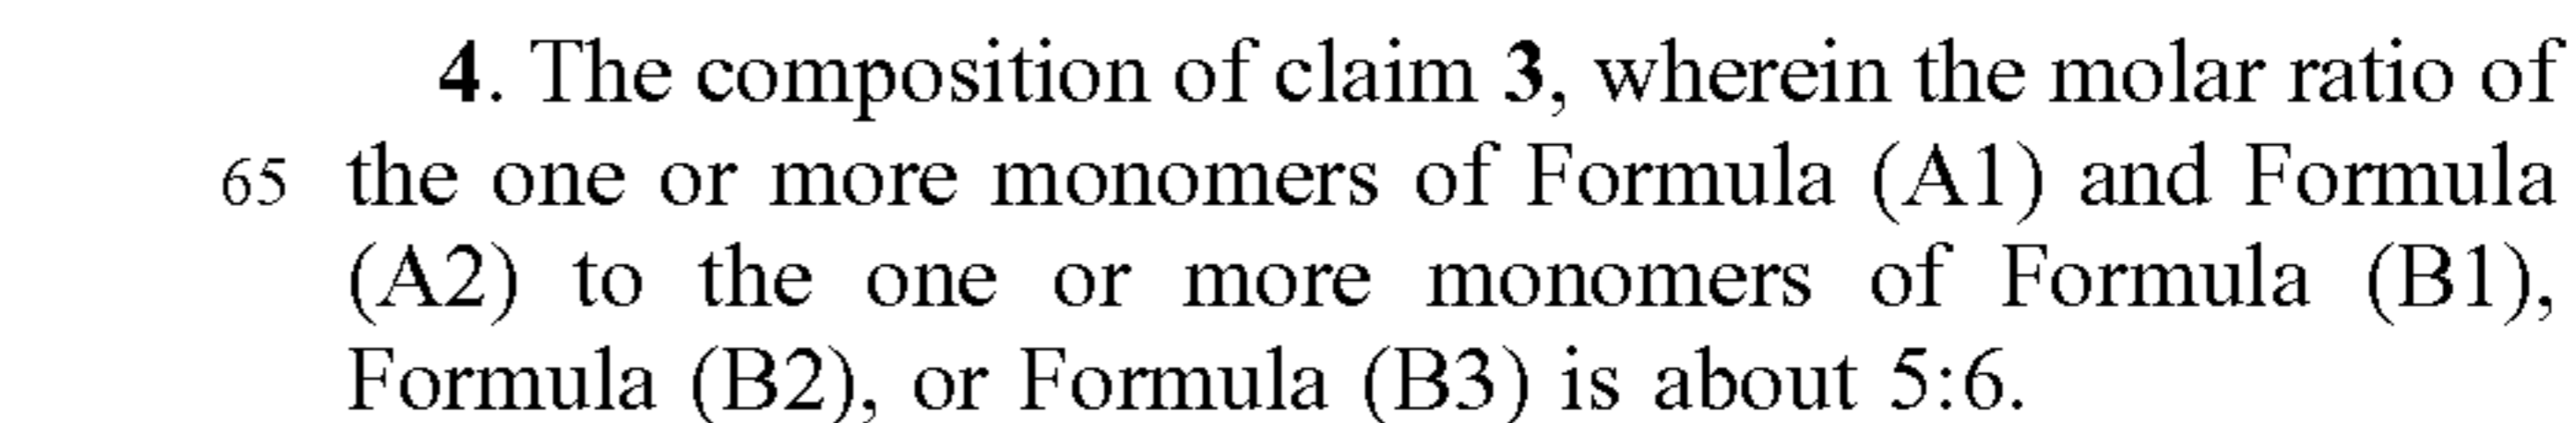 4. The composition of claim 3, wherein the molar ratio of
65 the one or more monomers of Formula (A1) and Formula
(A2) to the one or more monomers of Formula (B1),
Formula (B2), or Formula (B3) is about 5:6.